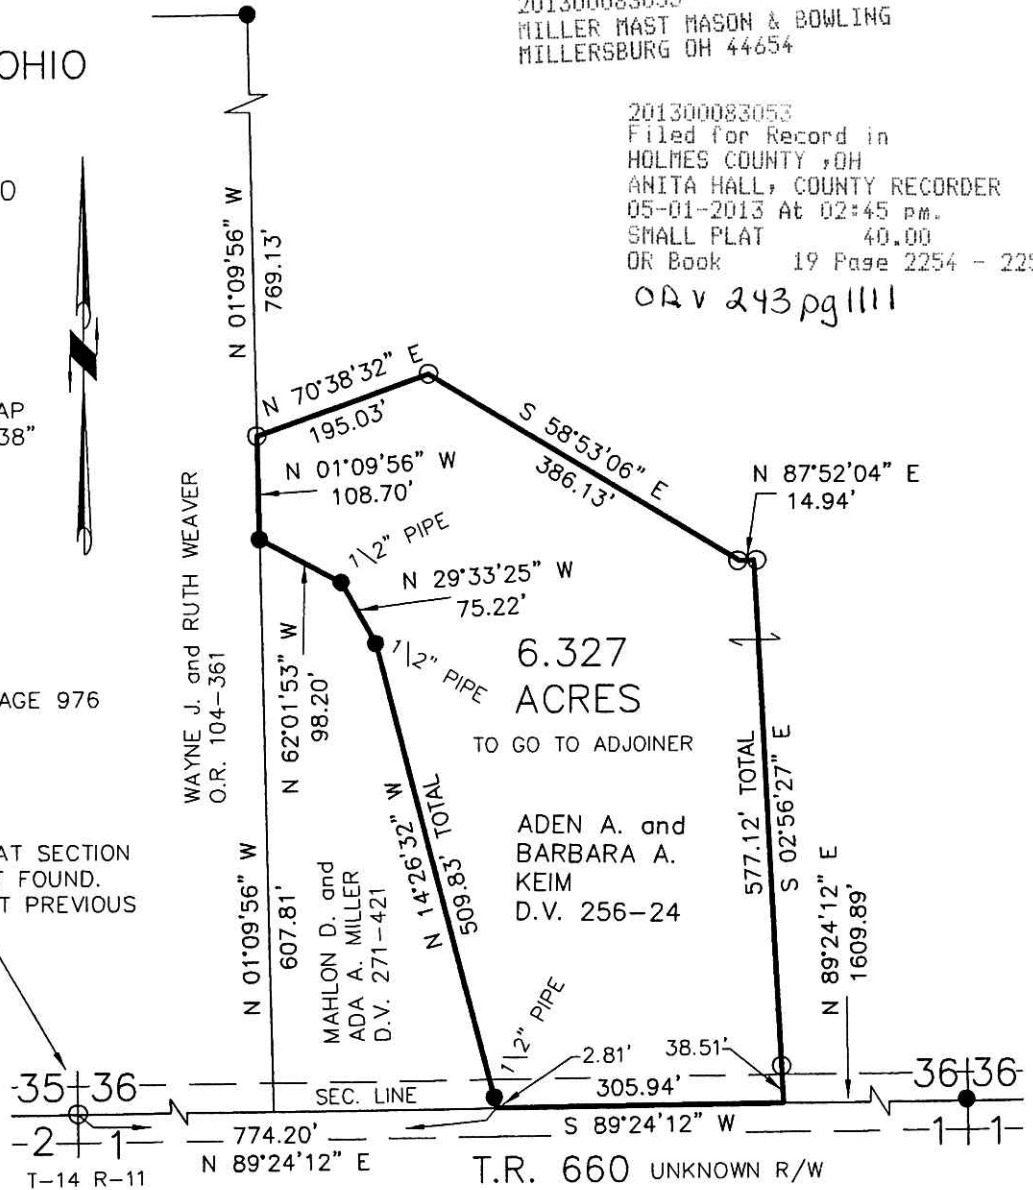 201300083053
MILLER MAST MASON & BOWLING
MILLERSBURG OH 44654
OHIO
201300083053
Filed for Record in
HOLMES COUNTY ,OH
ANITA HALL, COUNTY RECORDER
05-01-2013 At 02:45 pm.
SMALL PLAT 40.00
OR Book 19 Page 2254 - 225
OR V 243 pg 1111
O
N 01°09'56" W
769.13'
N 70°38'32" E
195.03'
S 58°53'06" E
386.13'
AP
38"
N 01°09'56" W
108.70'
N 87°52'04" E
14.94'
1\2" PIPE
N 29°33'25" W
75.22'
WAYNE J. and RUTH WEAVER
O.R. 104-361
N 62°01'53" W
98.20'
1\2" PIPE
6.327
ACRES
TO GO TO ADJOINER
AGE 976
577.12' TOTAL
S 02°56'27" E
N 14°26'32" W
509.83' TOTAL
ADEN A. and
BARBARA A.
KEIM
D.V. 256-24
AT SECTION
T FOUND.
T PREVIOUS
N 01°09'56" W
607.81'
MAHLON D. and
ADA A. MILLER
D.V. 271-421
N 89°24'12" E
1609.89'
1\2" PIPE
2.81'
38.51'
35 36
SEC. LINE
305.94'
36 36
2 1
774.20'
S 89°24'12" W
1 1
T-14 R-11
N 89°24'12" E
T.R. 660 UNKNOWN R/W